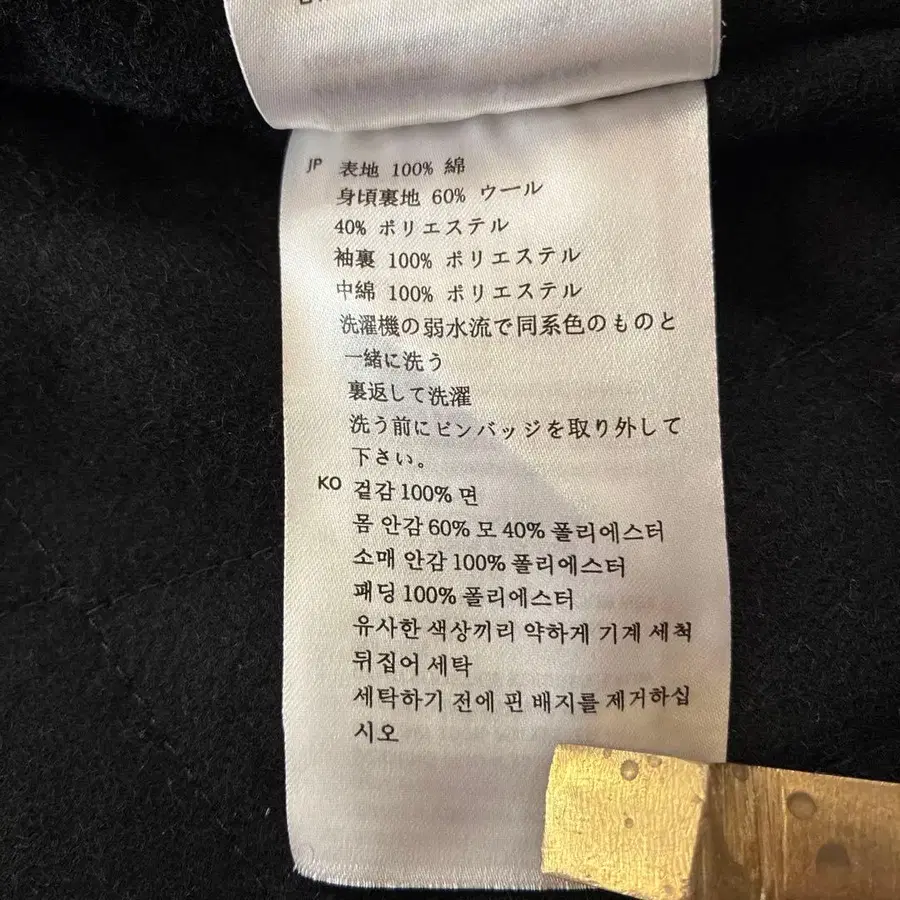 JP 表地 100% 綿
身頃裏地 60% ウール
40% ポリエステル
袖裏 100% ポリエステル
中綿 100% ポリエステル
洗濯機の弱水流で同系色のものと
一緒に洗う
裏返して洗濯
洗う前にピンバッジを取り外して
下さい。
KO 겉감 100% 면
몸 안감 60% 모 40% 폴리에스터
소매 안감 100% 폴리에스터
패딩 100% 폴리에스터
유사한 색상끼리 약하게 기계 세척
뒤집어 세탁
세탁하기 전에 핀 배지를 제거하십
시오